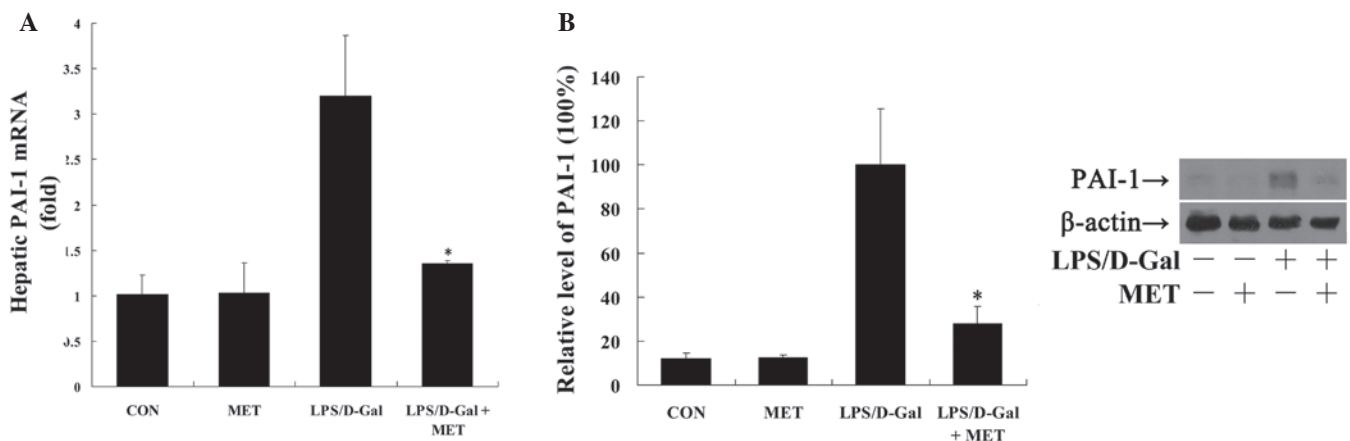 A
Hepatic PAI-1 mRNA
(fold)
4
3.5
3
2.5
2
1.5
1
0.5
0
*
CON
MET
LPS/D-Gal
LPS/D-Gal +
MET
B
Relative level of PAI-1 (100%)
140
120
100
80
60
40
20
0
*
CON
MET
LPS/D-Gal
LPS/D-Gal
+ MET
PAI-1→
β-actin→
LPS/D-Gal − − + +
MET − + − +